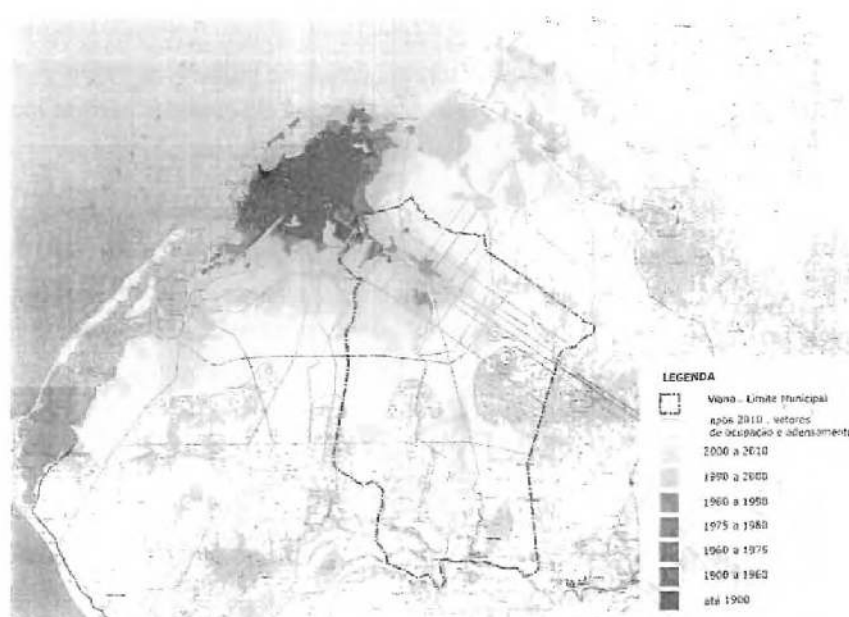 LEGENDA
Viana . Limite Municipal
após 2010 . vetores
de ocupação e adensamento
2000 a 2010
1990 a 2000
1980 a 1990
1975 a 1980
1960 a 1975
1900 a 1960
até 1900